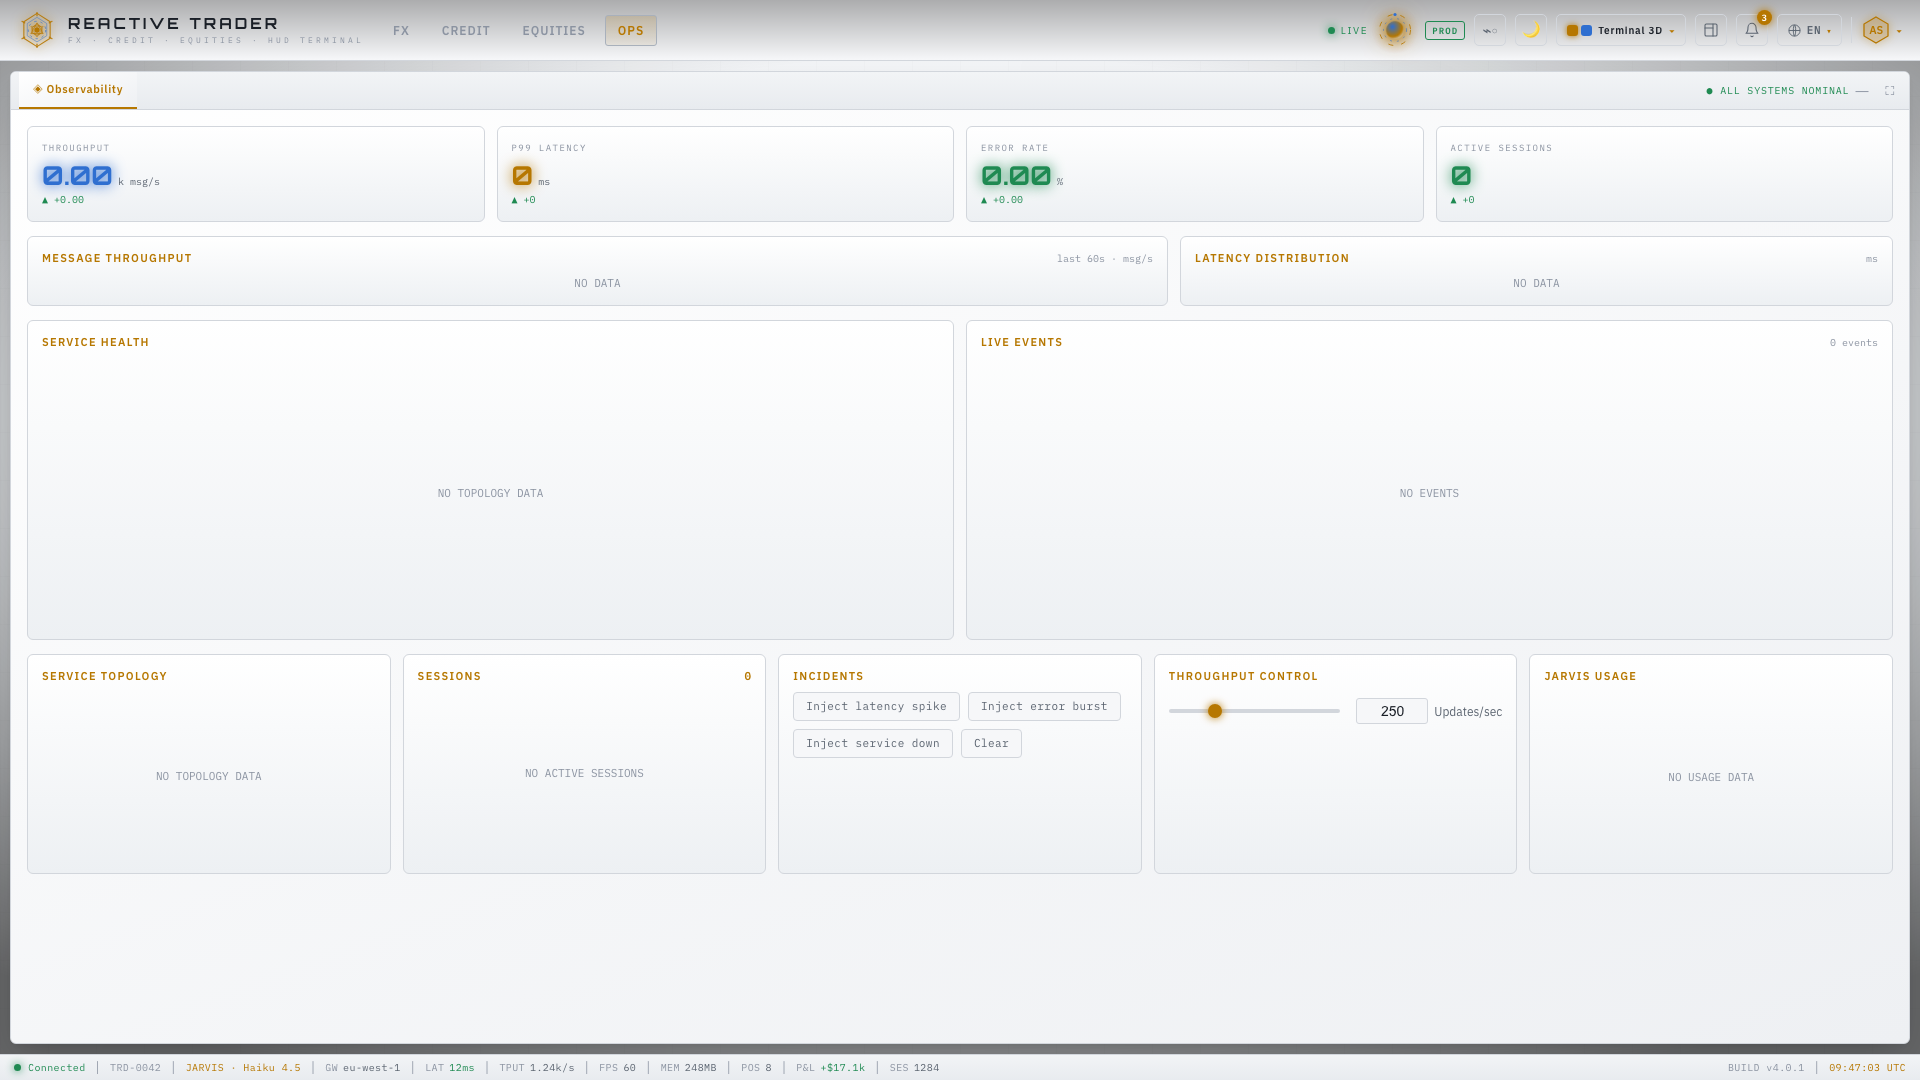 REACTIVE TRADER
FX · CREDIT · EQUITIES · HUD TERMINAL
FX CREDIT EQUITIES OPS
LIVE
PROD
Terminal 3D
3
EN
AS
Observability
ALL SYSTEMS NOMINAL —
THROUGHPUT
0.00 k msg/s
▲ +0.00
P99 LATENCY
0 ms
▲ +0
ERROR RATE
0.00 %
▲ +0.00
ACTIVE SESSIONS
0
▲ +0
MESSAGE THROUGHPUT
last 60s · msg/s
NO DATA
LATENCY DISTRIBUTION
ms
NO DATA
SERVICE HEALTH
NO TOPOLOGY DATA
LIVE EVENTS
0 events
NO EVENTS
SERVICE TOPOLOGY
NO TOPOLOGY DATA
SESSIONS
0
NO ACTIVE SESSIONS
INCIDENTS
Inject latency spike
Inject error burst
Inject service down
Clear
THROUGHPUT CONTROL
250 Updates/sec
JARVIS USAGE
NO USAGE DATA
Connected
TRD-0042
JARVIS · Haiku 4.5
GW eu-west-1
LAT 12ms
TPUT 1.24k/s
FPS 60
MEM 248MB
POS 8
P&L +$17.1k
SES 1284
BUILD v4.0.1
09:47:03 UTC